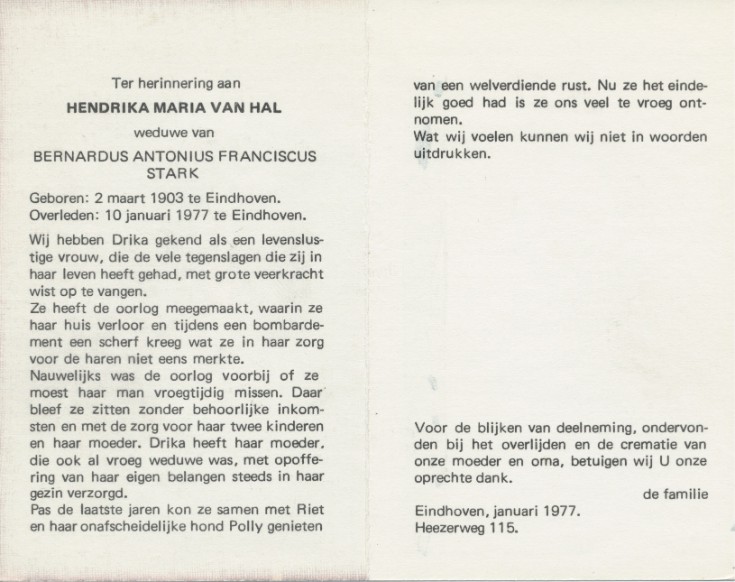 Ter herinnering aan
HENDRIKA MARIA VAN HAL
weduwe van
BERNARDUS ANTONIUS FRANCISCUS
STARK
Geboren: 2 maart 1903 te Eindhoven.
Overleden: 10 januari 1977 te Eindhoven.
Wij hebben Drika gekend als een levenslus-
tige vrouw, die de vele tegenslagen die zij in
haar leven heeft gehad, met grote veerkracht
wist op te vangen.
Ze heeft de oorlog meegemaakt, waarin ze
haar huis verloor en tijdens een bombarde-
ment een scherf kreeg wat ze in haar zorg
voor de haren niet eens merkte.
Nauwelijks was de oorlog voorbij of ze
moest haar man vroegtijdig missen. Daar
bleef ze zitten zonder behoorlijke inkom-
sten en met de zorg voor haar twee kinderen
en haar moeder. Drika heeft haar moeder,
die ook al vroeg weduwe was, met opoffe-
ring van haar eigen belangen steeds in haar
gezin verzorgd.
Pas de laatste jaren kon ze samen met Riet
en haar onafscheidelijke hond Polly genieten
van een welverdiende rust. Nu ze het einde-
lijk goed had is ze ons veel te vroeg ont-
nomen.
Wat wij voelen kunnen wij niet in woorden
uitdrukken.
Voor de blijken van deelneming, ondervon-
den bij het overlijden en de crematie van
onze moeder en oma, betuigen wij U onze
oprechte dank.
de familie
Eindhoven, januari 1977.
Heezerweg 115.